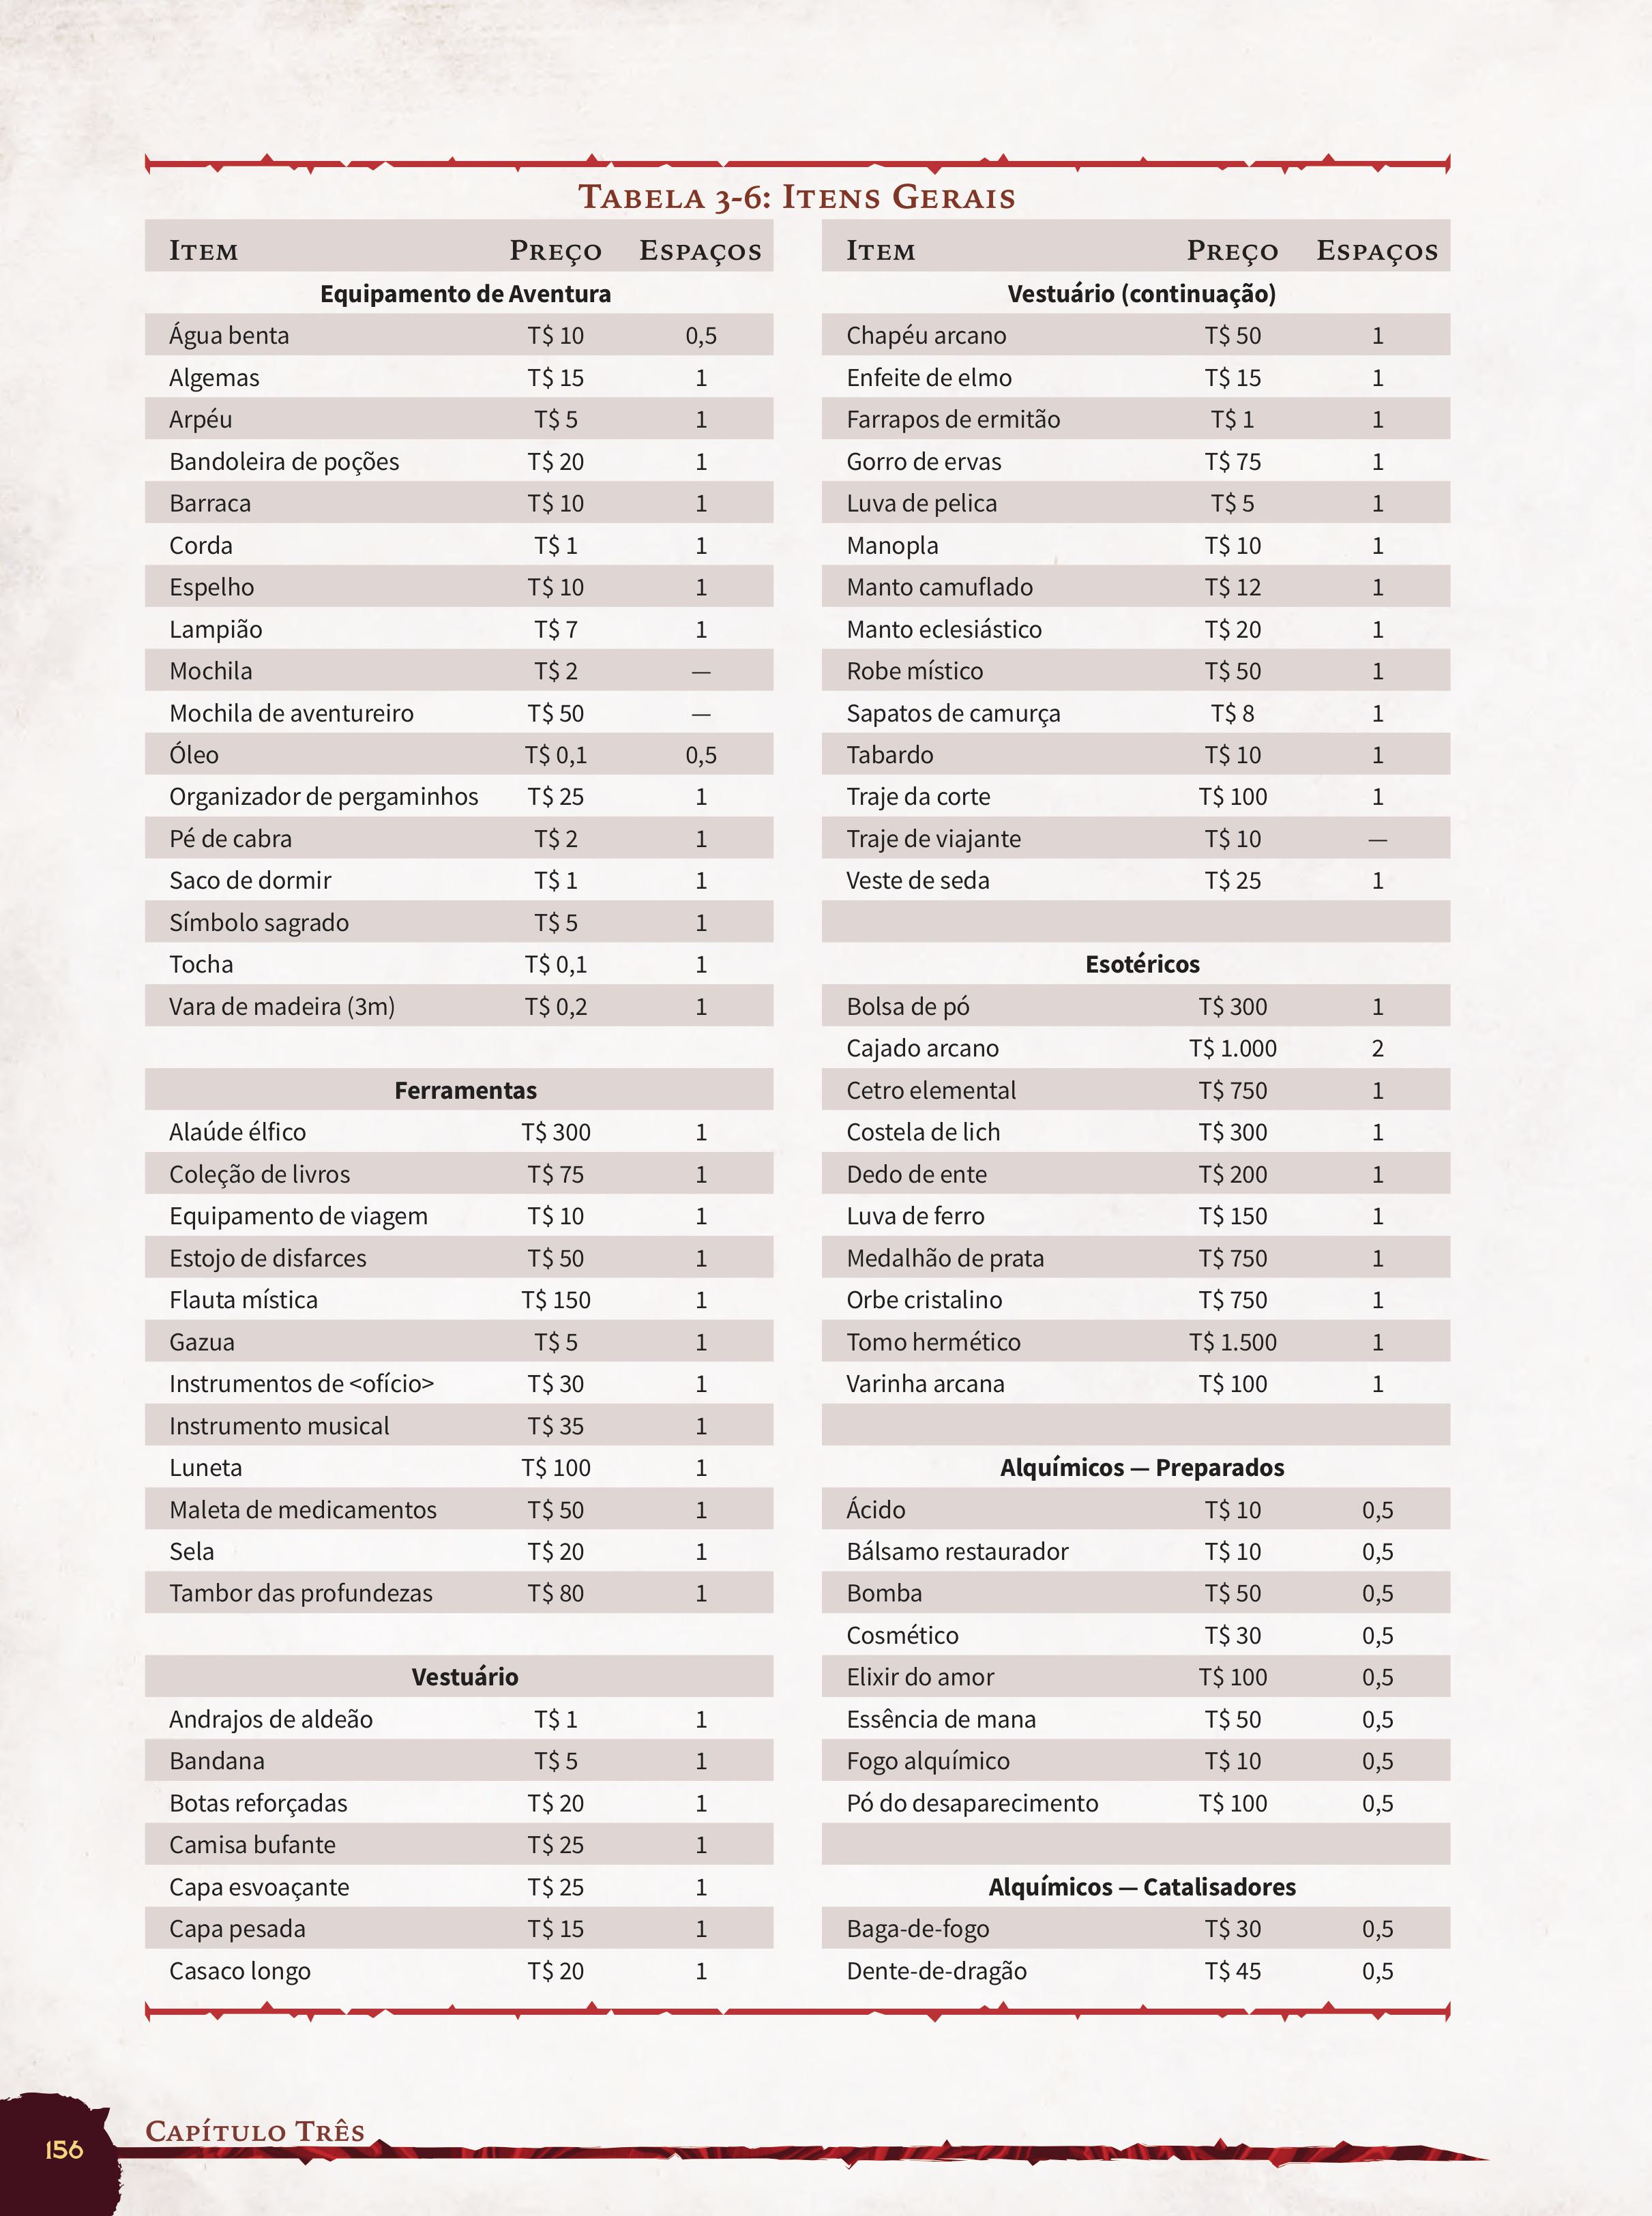 Tabela 3-6: Itens Gerais
Item Preço Espaços
Equipamento de Aventura
Água benta T$ 10 0,5
Algemas T$ 15 1
Arpéu T$ 5 1
Bandoleira de poções T$ 20 1
Barraca T$ 10 1
Corda T$ 1 1
Espelho T$ 10 1
Lampião T$ 7 1
Mochila T$ 2 —
Mochila de aventureiro T$ 50 —
Óleo T$ 0,1 0,5
Organizador de pergaminhos T$ 25 1
Pé de cabra T$ 2 1
Saco de dormir T$ 1 1
Símbolo sagrado T$ 5 1
Tocha T$ 0,1 1
Vara de madeira (3m) T$ 0,2 1
Ferramentas
Alaúde élfico T$ 300 1
Coleção de livros T$ 75 1
Equipamento de viagem T$ 10 1
Estojo de disfarces T$ 50 1
Flauta mística T$ 150 1
Gazua T$ 5 1
Instrumentos de <ofício> T$ 30 1
Instrumento musical T$ 35 1
Luneta T$ 100 1
Maleta de medicamentos T$ 50 1
Sela T$ 20 1
Tambor das profundezas T$ 80 1
Vestuário
Andrajos de aldeão T$ 1 1
Bandana T$ 5 1
Botas reforçadas T$ 20 1
Camisa bufante T$ 25 1
Capa esvoaçante T$ 25 1
Capa pesada T$ 15 1
Casaco longo T$ 20 1
Item Preço Espaços
Vestuário (continuação)
Chapéu arcano T$ 50 1
Enfeite de elmo T$ 15 1
Farrapos de ermitão T$ 1 1
Gorro de ervas T$ 75 1
Luva de pelica T$ 5 1
Manopla T$ 10 1
Manto camuflado T$ 12 1
Manto eclesiástico T$ 20 1
Robe místico T$ 50 1
Sapatos de camurça T$ 8 1
Tabardo T$ 10 1
Traje da corte T$ 100 1
Traje de viajante T$ 10 —
Veste de seda T$ 25 1
Esotéricos
Bolsa de pó T$ 300 1
Cajado arcano T$ 1.000 2
Cetro elemental T$ 750 1
Costela de lich T$ 300 1
Dedo de ente T$ 200 1
Luva de ferro T$ 150 1
Medalhão de prata T$ 750 1
Orbe cristalino T$ 750 1
Tomo hermético T$ 1.500 1
Varinha arcana T$ 100 1
Alquímicos — Preparados
Ácido T$ 10 0,5
Bálsamo restaurador T$ 10 0,5
Bomba T$ 50 0,5
Cosmético T$ 30 0,5
Elixir do amor T$ 100 0,5
Essência de mana T$ 50 0,5
Fogo alquímico T$ 10 0,5
Pó do desaparecimento T$ 100 0,5
Alquímicos — Catalisadores
Baga-de-fogo T$ 30 0,5
Dente-de-dragão T$ 45 0,5
Capítulo Três
156